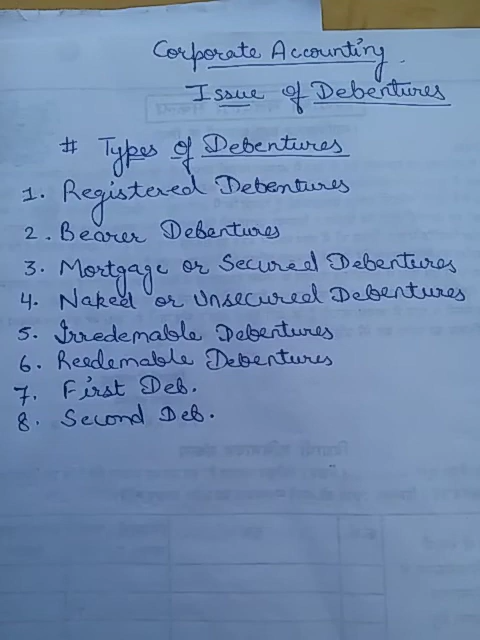 Corporate Accounting.
Issue of Debentures
# Types of Debentures
1. Registered Debentures
2. Bearer Debentures
3. Mortgage or Secured Debentures
4. Naked or Unsecured Debentures
5. Irredemable Debentures
6. Reedemable Debentures
7. First Deb.
8. Second Deb.